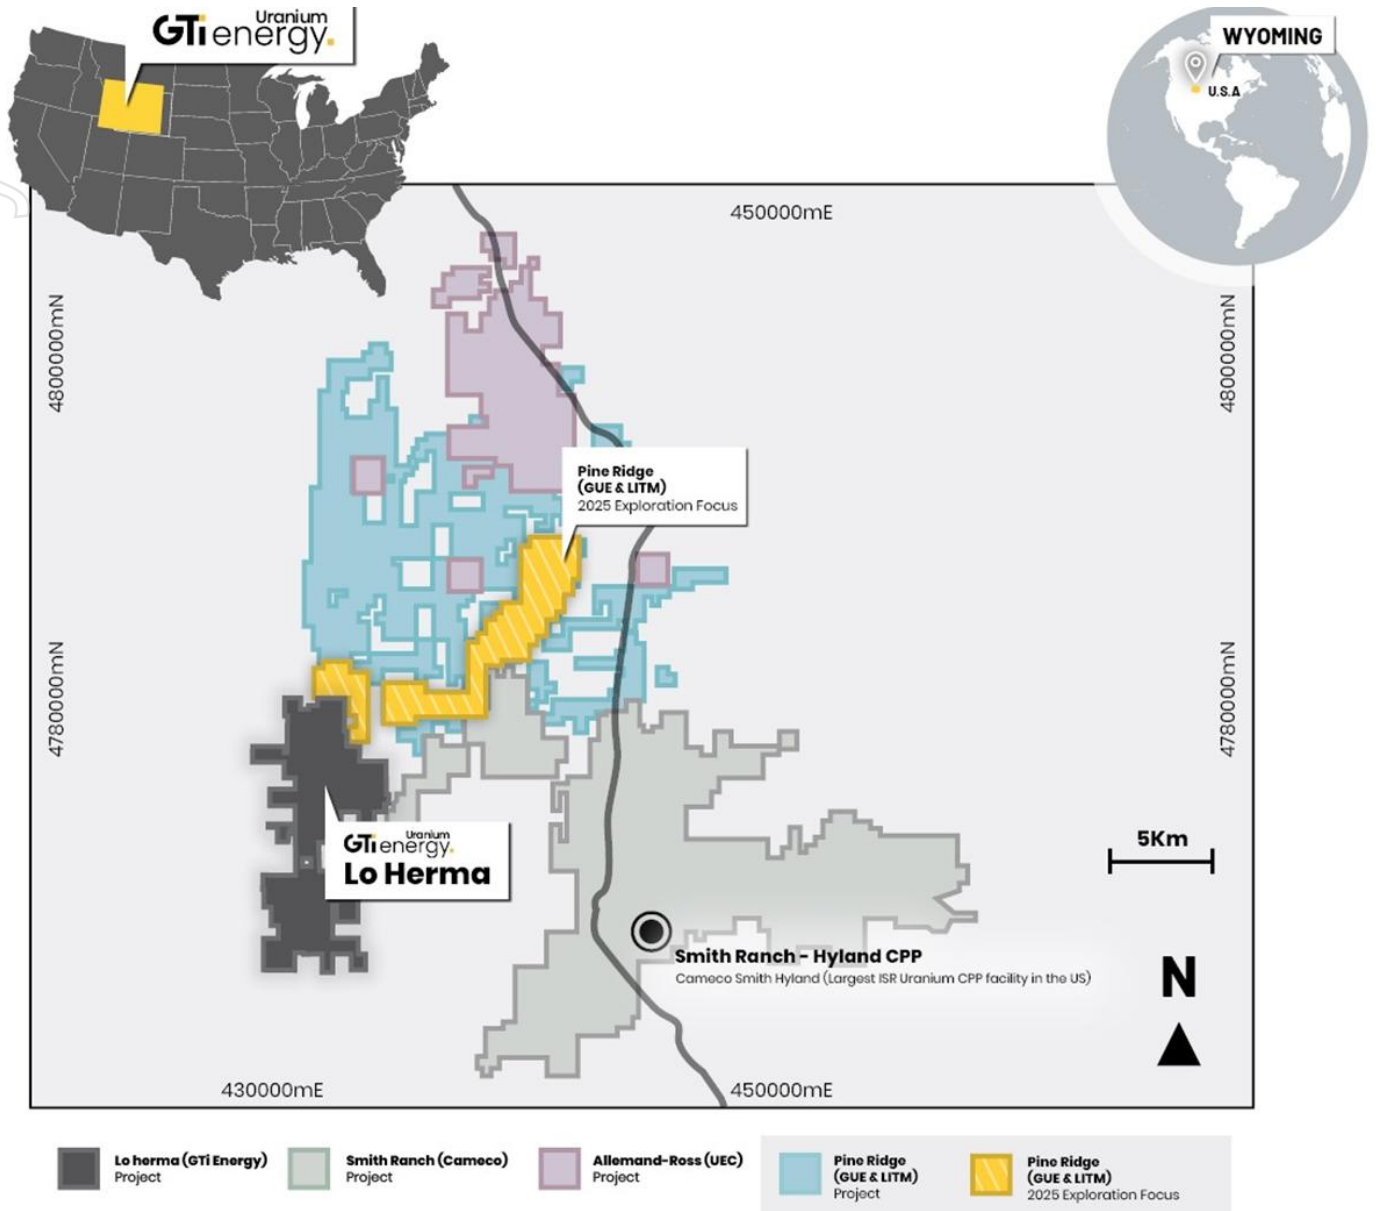 Uranium
GTi energy.
WYOMING
U.S.A
450000mE
4800000mN
4800000mN
Pine Ridge
(GUE & LITM)
2025 Exploration Focus
4780000mN
4780000mN
Uranium
GTi energy.
Lo Herma
5Km
Smith Ranch - Hyland CPP
Cameco Smith Hyland (Largest ISR Uranium CPP facility in the US)
N
430000mE
450000mE
Lo herma (GTi Energy)
Project
Smith Ranch (Cameco)
Project
Allemand-Ross (UEC)
Project
Pine Ridge
(GUE & LITM)
Project
Pine Ridge
(GUE & LITM)
2025 Exploration Focus